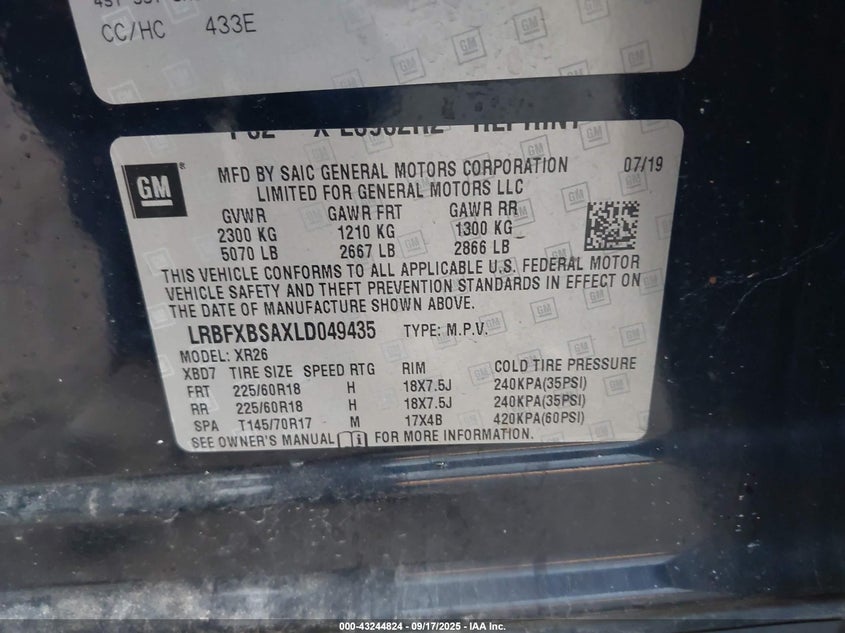 CC/HC 433E
GM
MFD BY SAIC GENERAL MOTORS CORPORATION 07/19
LIMITED FOR GENERAL MOTORS LLC
GVWR GAWR FRT GAWR RR
2300 KG 1210 KG 1300 KG
5070 LB 2667 LB 2866 LB
THIS VEHICLE CONFORMS TO ALL APPLICABLE U.S. FEDERAL MOTOR
VEHICLE SAFETY AND THEFT PREVENTION STANDARDS IN EFFECT ON
THE DATE OF MANUFACTURE SHOWN ABOVE.
LRBFXBSAXLD049435 TYPE: M.P.V.
MODEL: XR26
XBD7 TIRE SIZE SPEED RTG RIM COLD TIRE PRESSURE
FRT 225/60R18 H 18X7.5J 240KPA(35PSI)
RR 225/60R18 H 18X7.5J 240KPA(35PSI)
SPA T145/70R17 M 17X4B 420KPA(60PSI)
SEE OWNER'S MANUAL FOR MORE INFORMATION.
000-43244824 - 09/17/2025 - IAA Inc.